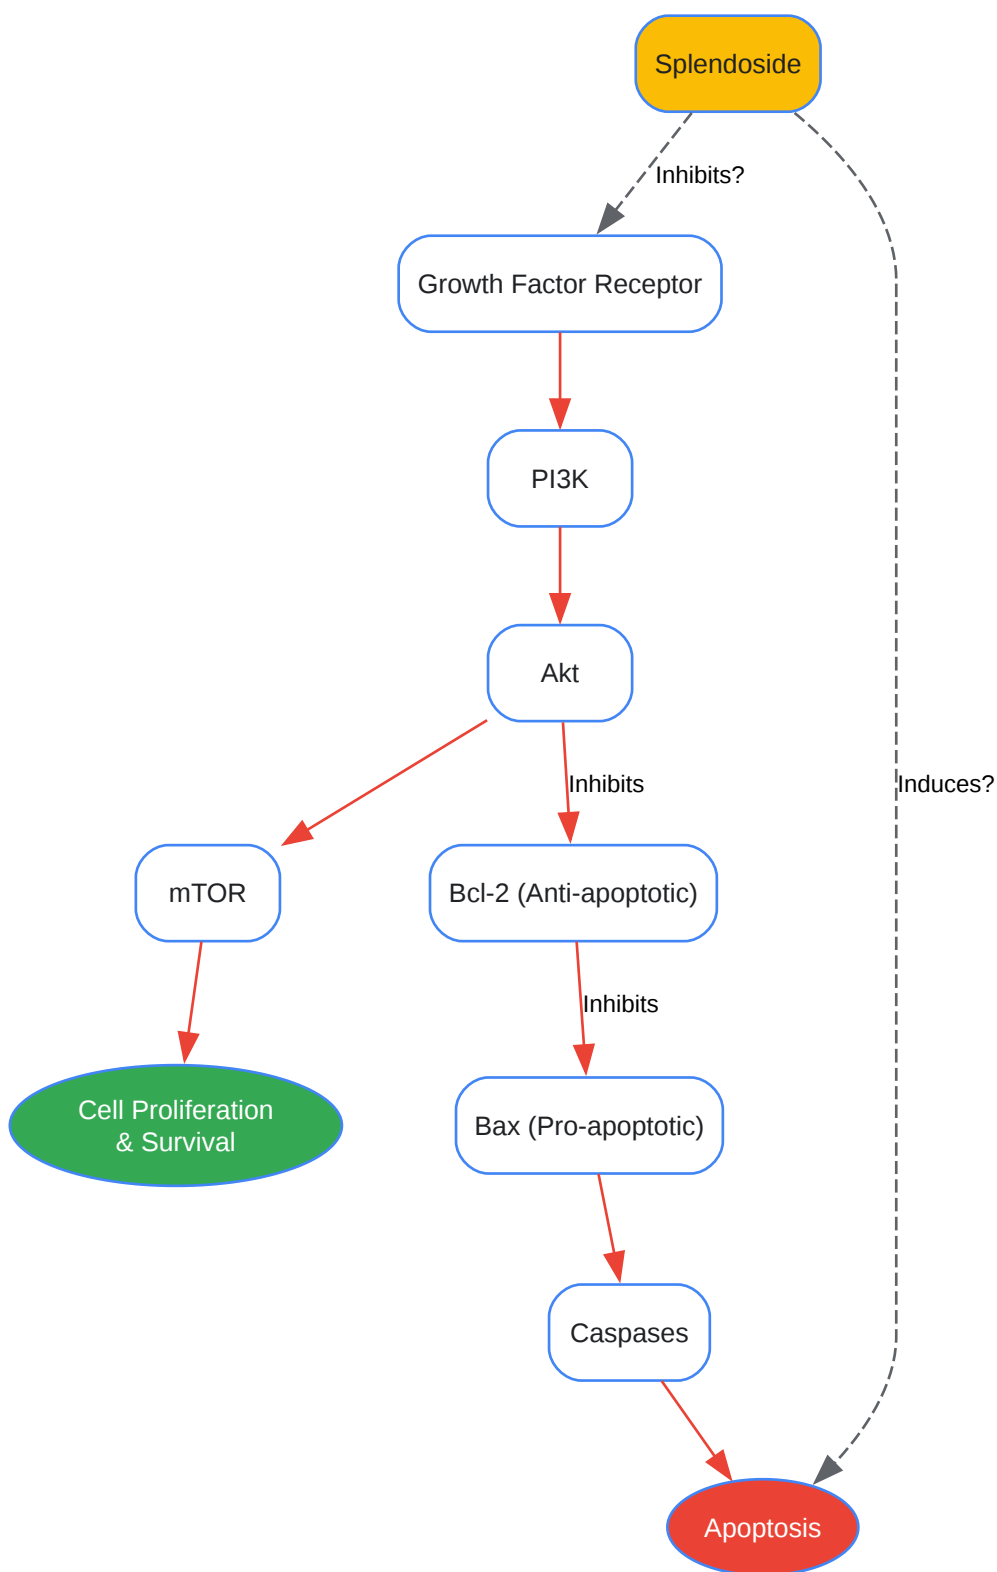 Splendoside
Inhibits?
Growth Factor Receptor
PI3K
Akt
Inhibits
Induces?
mTOR
Bcl-2 (Anti-apoptotic)
Inhibits
Cell Proliferation
& Survival
Bax (Pro-apoptotic)
Caspases
Apoptosis